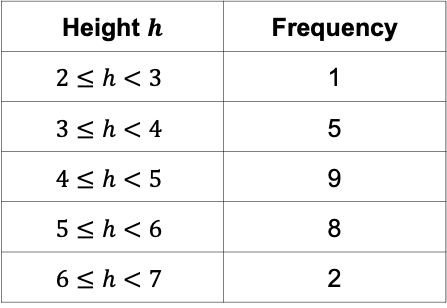 Height h Frequency
2 ≤ h < 3 1
3 ≤ h < 4 5
4 ≤ h < 5 9
5 ≤ h < 6 8
6 ≤ h < 7 2